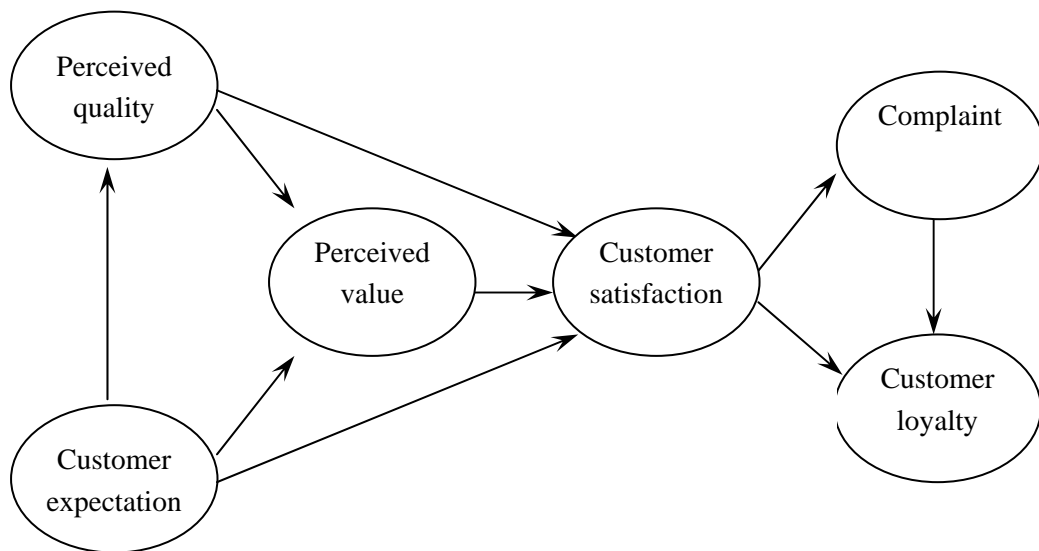 Perceived
quality
Complaint
Perceived
value
Customer
satisfaction
Customer
loyalty
Customer
expectation